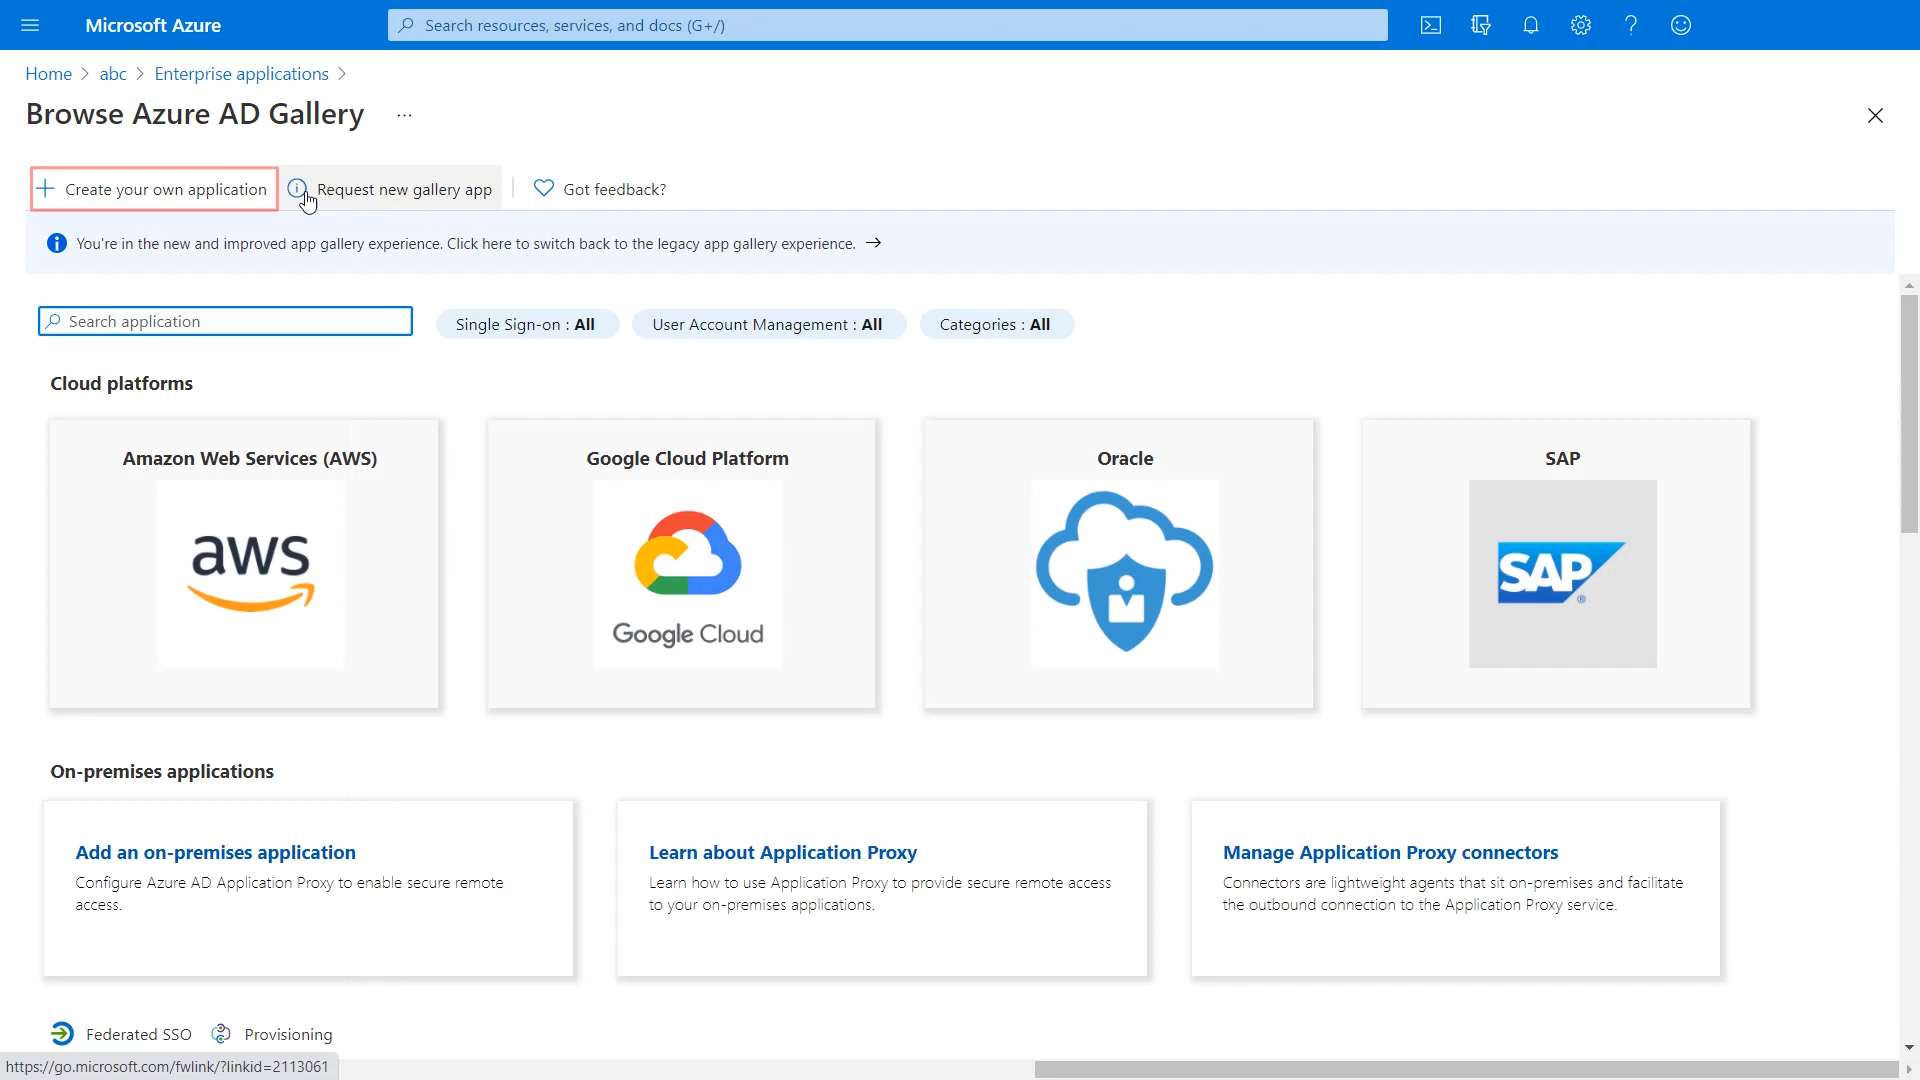 Microsoft Azure
Search resources, services, and docs (G+/)
Home > abc > Enterprise applications >
Browse Azure AD Gallery ...
Create your own application
Request new gallery app
Got feedback?
You're in the new and improved app gallery experience. Click here to switch back to the legacy app gallery experience. →
Search application
Single Sign-on : All
User Account Management : All
Categories : All
Cloud platforms
Amazon Web Services (AWS)
aws
Google Cloud Platform
Google Cloud
Oracle
SAP
SAP®
On-premises applications
Add an on-premises application
Configure Azure AD Application Proxy to enable secure remote
access.
Learn about Application Proxy
Learn how to use Application Proxy to provide secure remote access
to your on-premises applications.
Manage Application Proxy connectors
Connectors are lightweight agents that sit on-premises and facilitate
the outbound connection to the Application Proxy service.
Federated SSO
Provisioning
https://go.microsoft.com/fwlink/?linkid=2113061